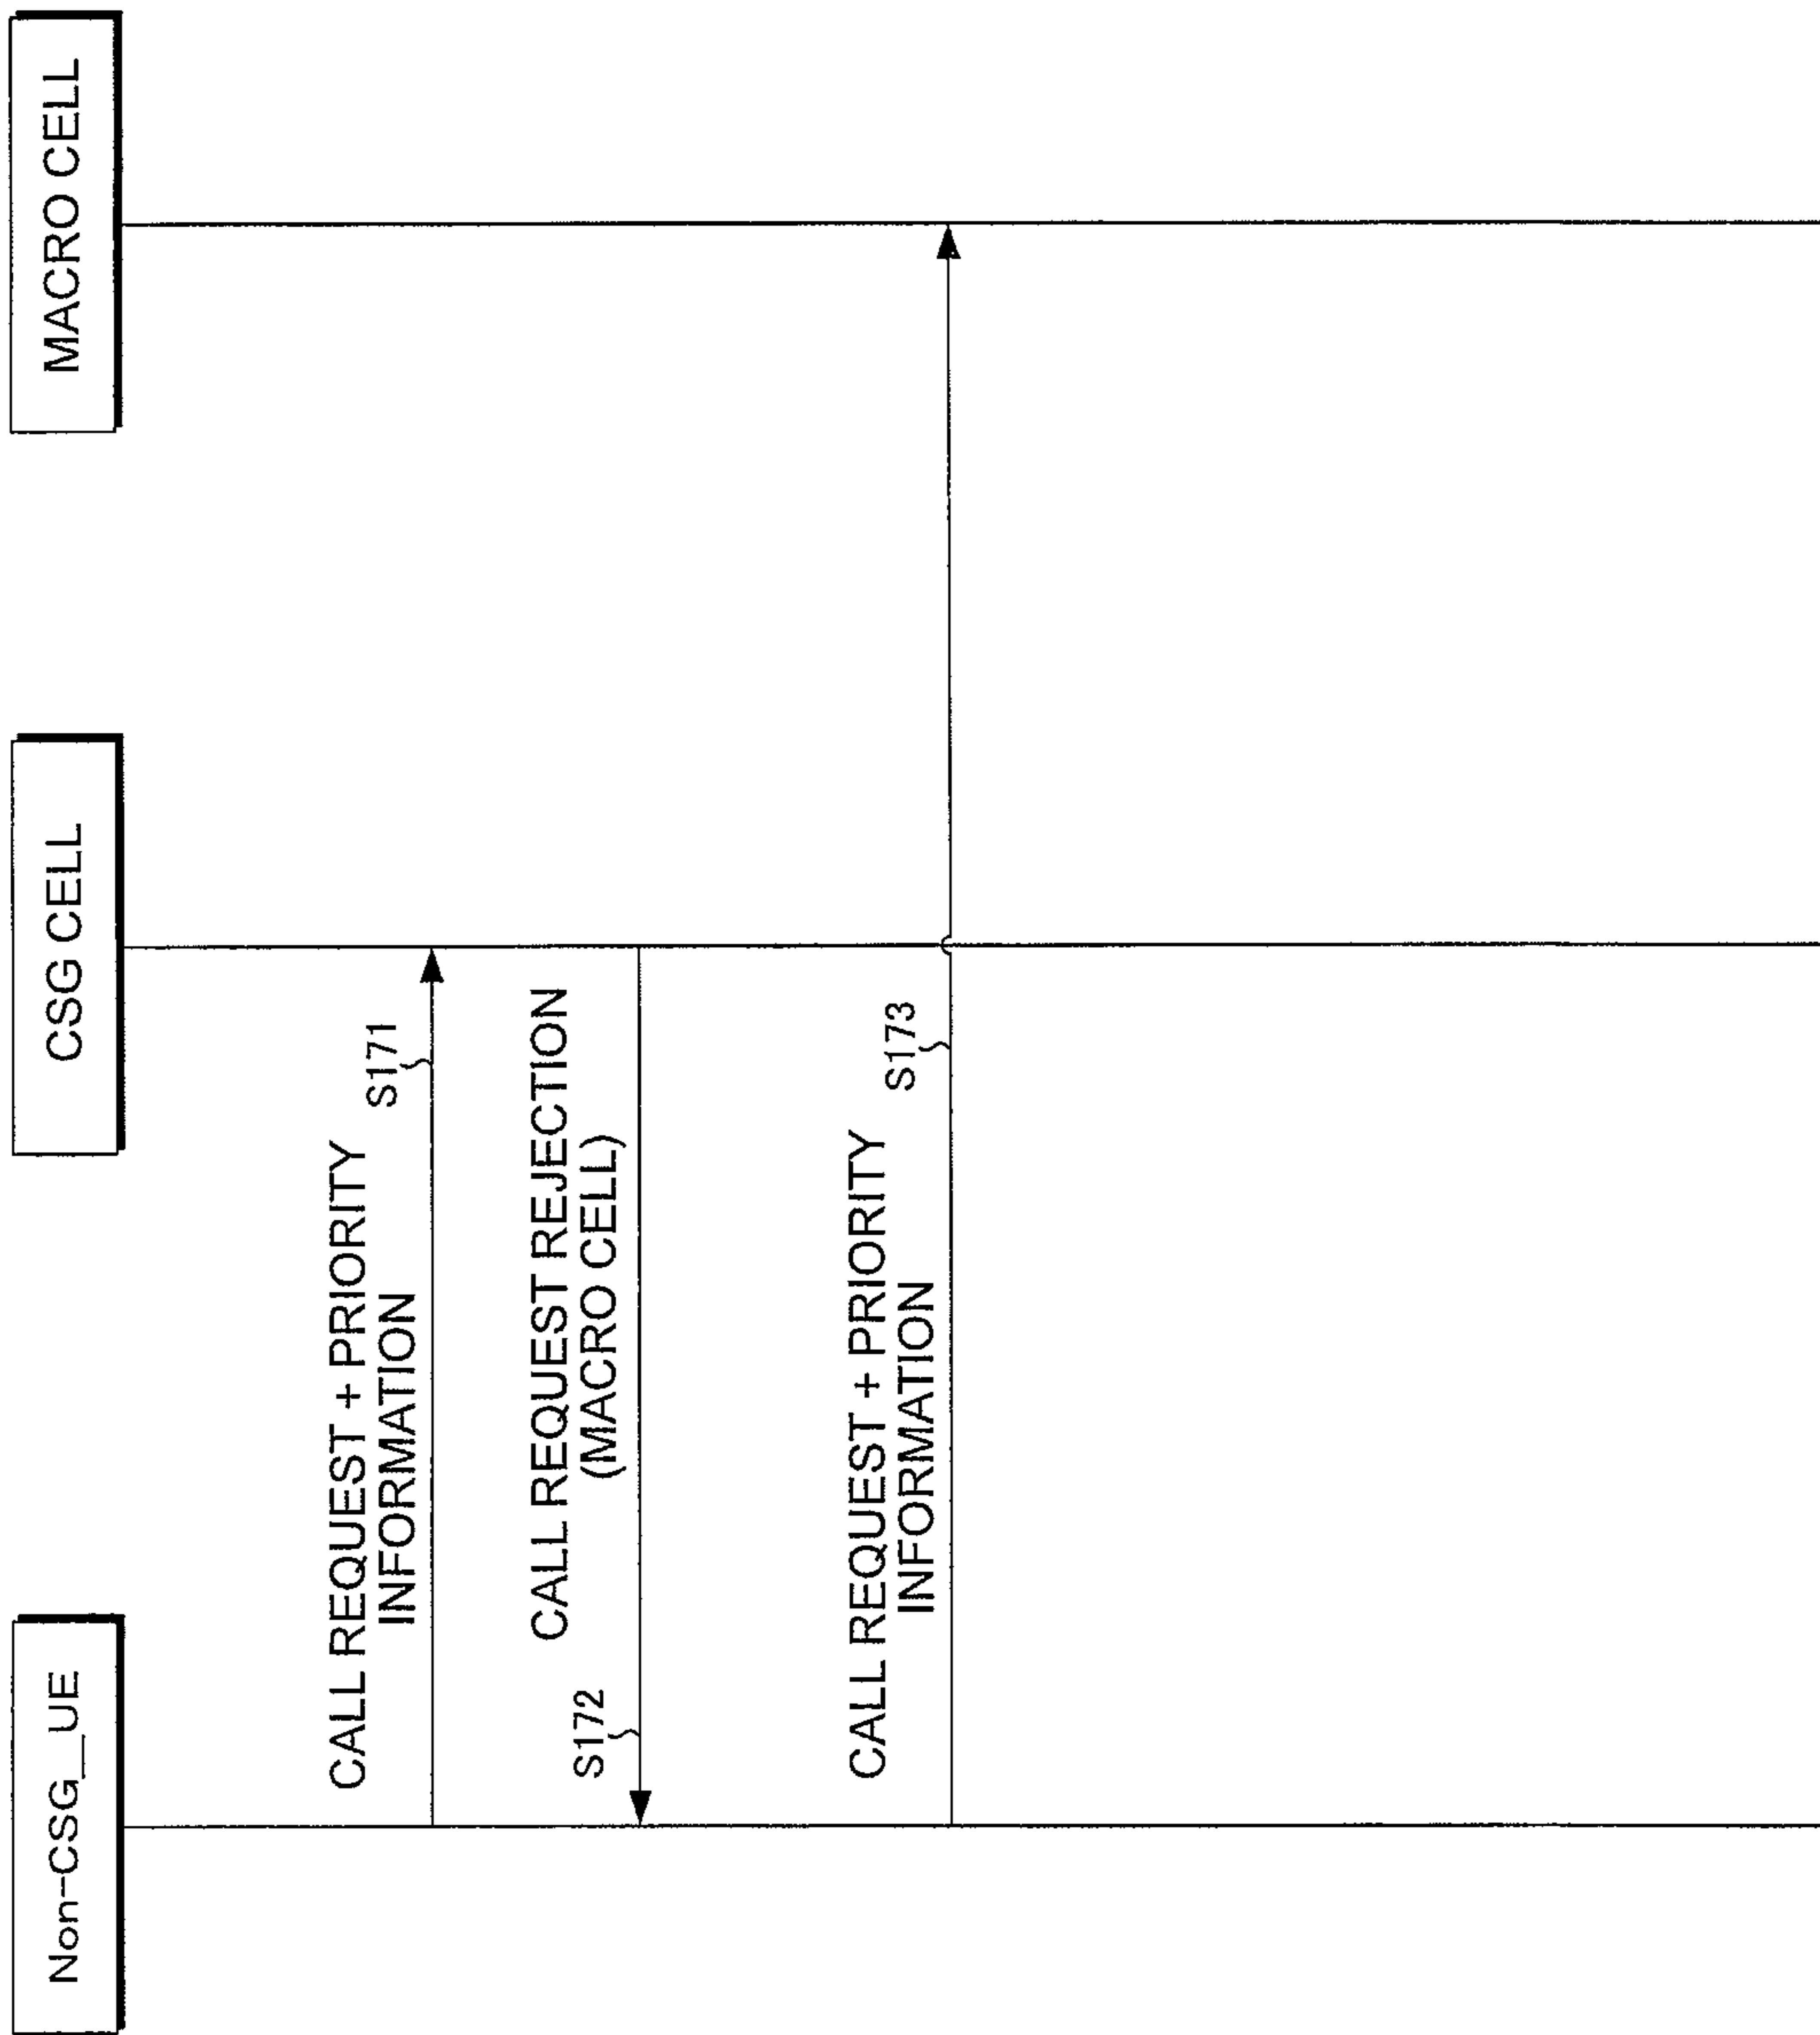 Non-CSG_UE
CSG CELL
MACRO CELL
CALL REQUEST + PRIORITY
INFORMATION
S171
CALL REQUEST REJECTION
(MACRO CELL)
S172
CALL REQUEST + PRIORITY
INFORMATION
S173